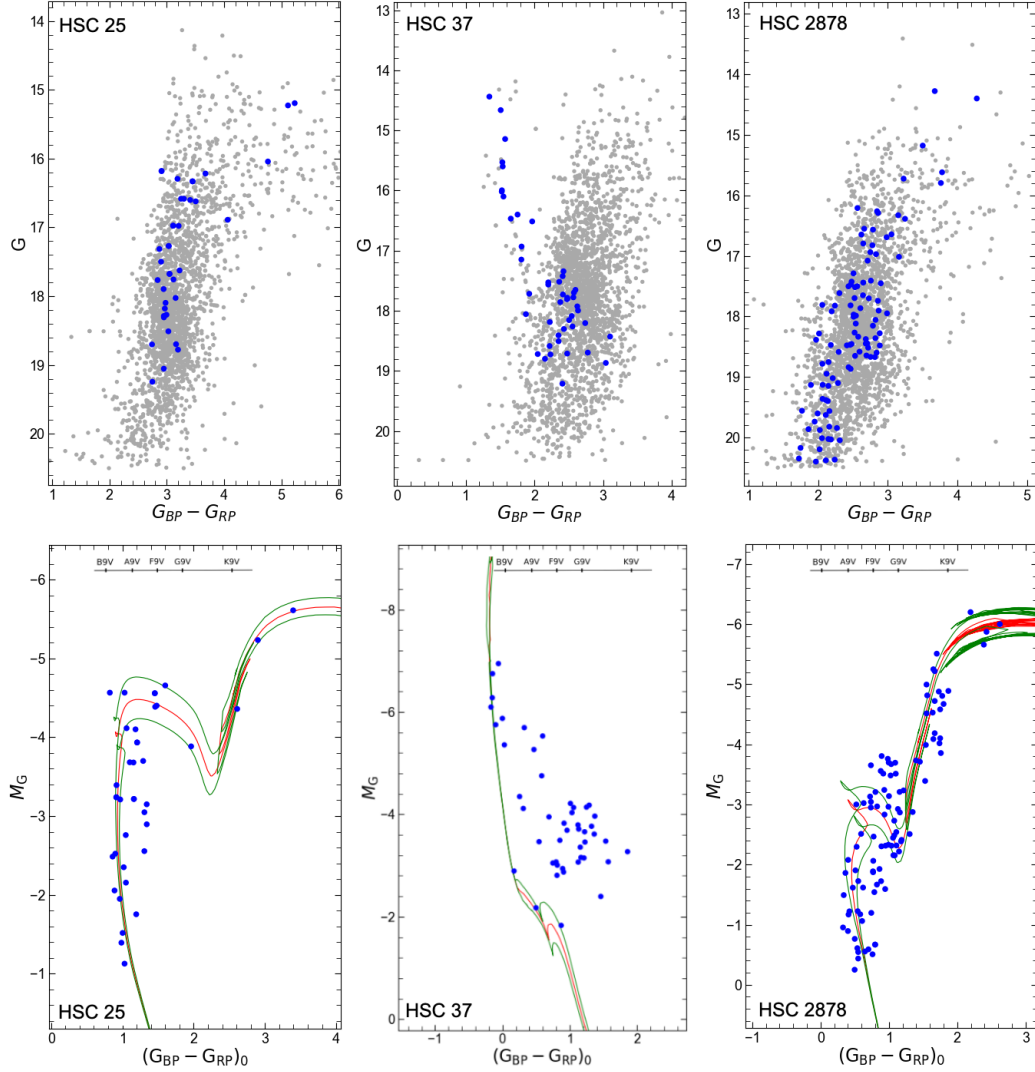 HSC 25
14
15
16
17
18
19
20
G
1 2 3 4 5 6
G_BP − G_RP
HSC 37
13
14
15
16
17
18
19
20
0 1 2 3 4
G_BP − G_RP
HSC 2878
13
14
15
16
17
18
19
20
1 2 3 4 5
G_BP − G_RP
B9V A9V F9V G9V K9V
−6
−5
−4
−3
−2
−1
M_G
HSC 25
0 1 2 3 4
(G_BP − G_RP)_0
B9V A9V F9V G9V K9V
−8
−6
−4
−2
0
M_G
HSC 37
−1 0 1 2
(G_BP − G_RP)_0
B9V A9V F9V G9V K9V
−7
−6
−5
−4
−3
−2
−1
0
M_G
HSC 2878
−1 0 1 2 3
(G_BP − G_RP)_0